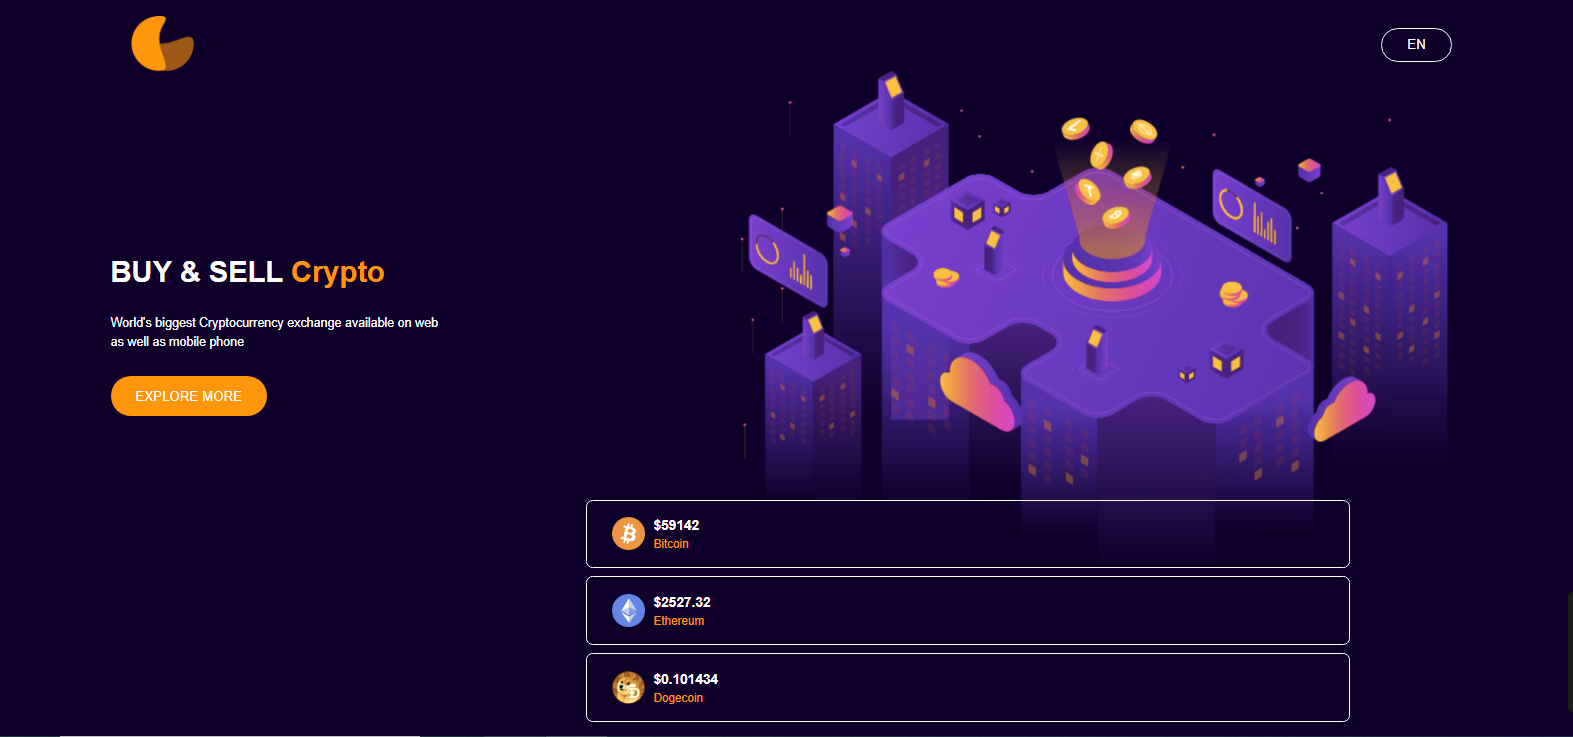 EN
BUY & SELL Crypto
World's biggest Cryptocurrency exchange available on web
as well as mobile phone
EXPLORE MORE
$59142
Bitcoin
$2527.32
Ethereum
$0.101434
Dogecoin